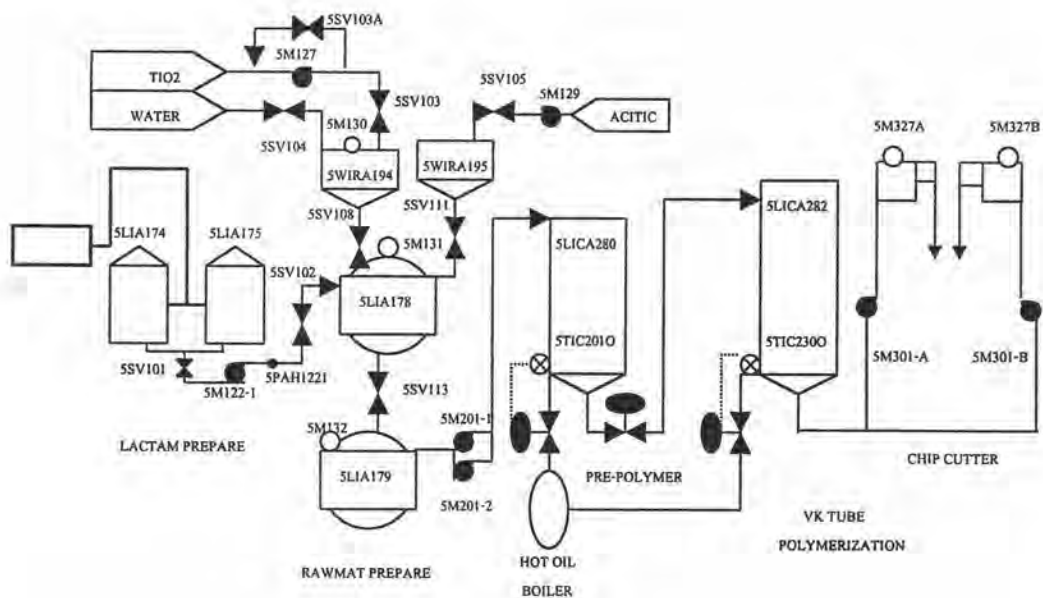 5SV103A
5M127
TIO2
5SV103
5SV105
5M129
WATER
5M130
ACITIC
5SV104
5M327A
5M327B
5WIRA194
5WIRA195
5LICA282
5SV108
5SV111
5LIA174
5LIA175
5M131
5LICA280
5SV102
5LIA178
5TIC201O
5TIC230O
5SV101
5PAH1221
5M122-1
5SV113
5M301-A
5M301-B
5M132
5M201-1
LACTAM PREPARE
CHIP CUTTER
5LIA179
PRE-POLYMER
5M201-2
VK TUBE
POLYMERIZATION
RAWMAT PREPARE
HOT OIL
BOILER